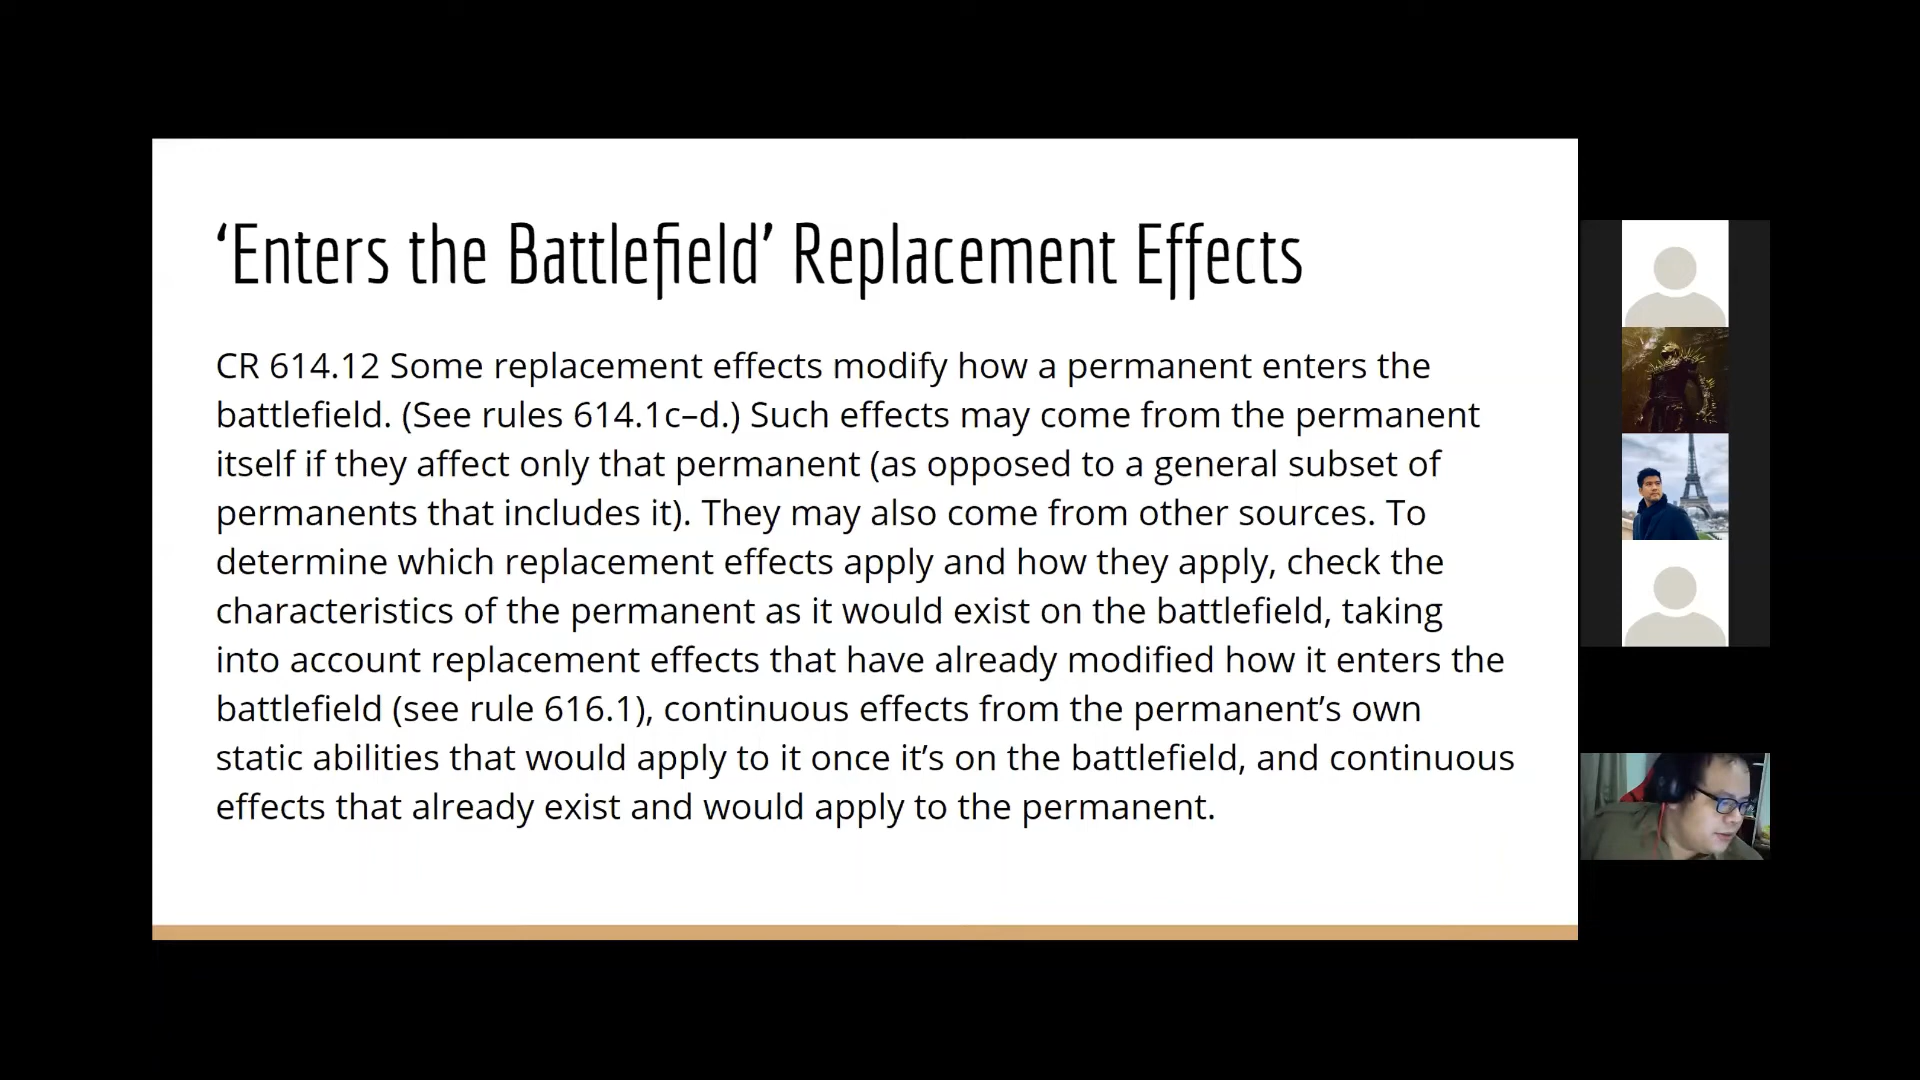 ‘Enters the Battlefield’ Replacement Effects
CR 614.12 Some replacement effects modify how a permanent enters the
battlefield. (See rules 614.1c–d.) Such effects may come from the permanent
itself if they affect only that permanent (as opposed to a general subset of
permanents that includes it). They may also come from other sources. To
determine which replacement effects apply and how they apply, check the
characteristics of the permanent as it would exist on the battlefield, taking
into account replacement effects that have already modified how it enters the
battlefield (see rule 616.1), continuous effects from the permanent’s own
static abilities that would apply to it once it’s on the battlefield, and continuous
effects that already exist and would apply to the permanent.